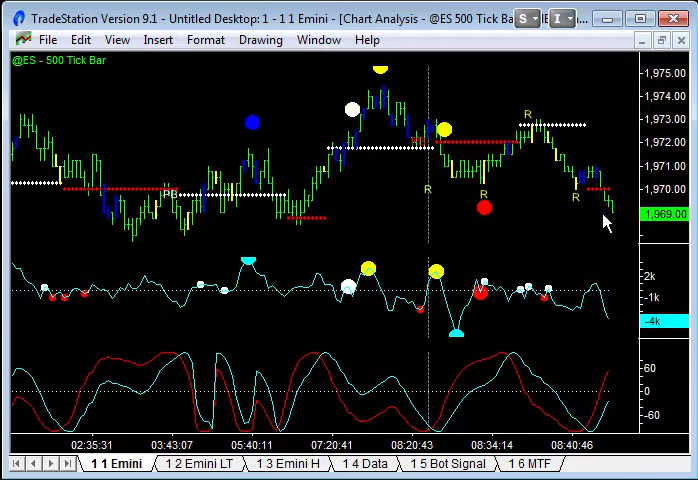 TradeStation Version 9.1 - Untitled Desktop: 1 - 1 1 Emini - [Chart Analysis - @ES 500 Tick Ba
S I
File Edit View Insert Format Drawing Window Help
@ES - 500 Tick Bar
1,975.00
1,974.00
1,973.00
1,972.00
1,971.00
1,970.00
1,969.00
R
RB
R
R
R
2k
-1k
-4k
60
0
-60
02:35:31 03:43:07 05:40:11 07:20:41 08:20:43 08:34:14 08:40:46
1 1 Emini 1 2 Emini LT 1 3 Emini H 1 4 Data 1 5 Bot Signal 1 6 MTF